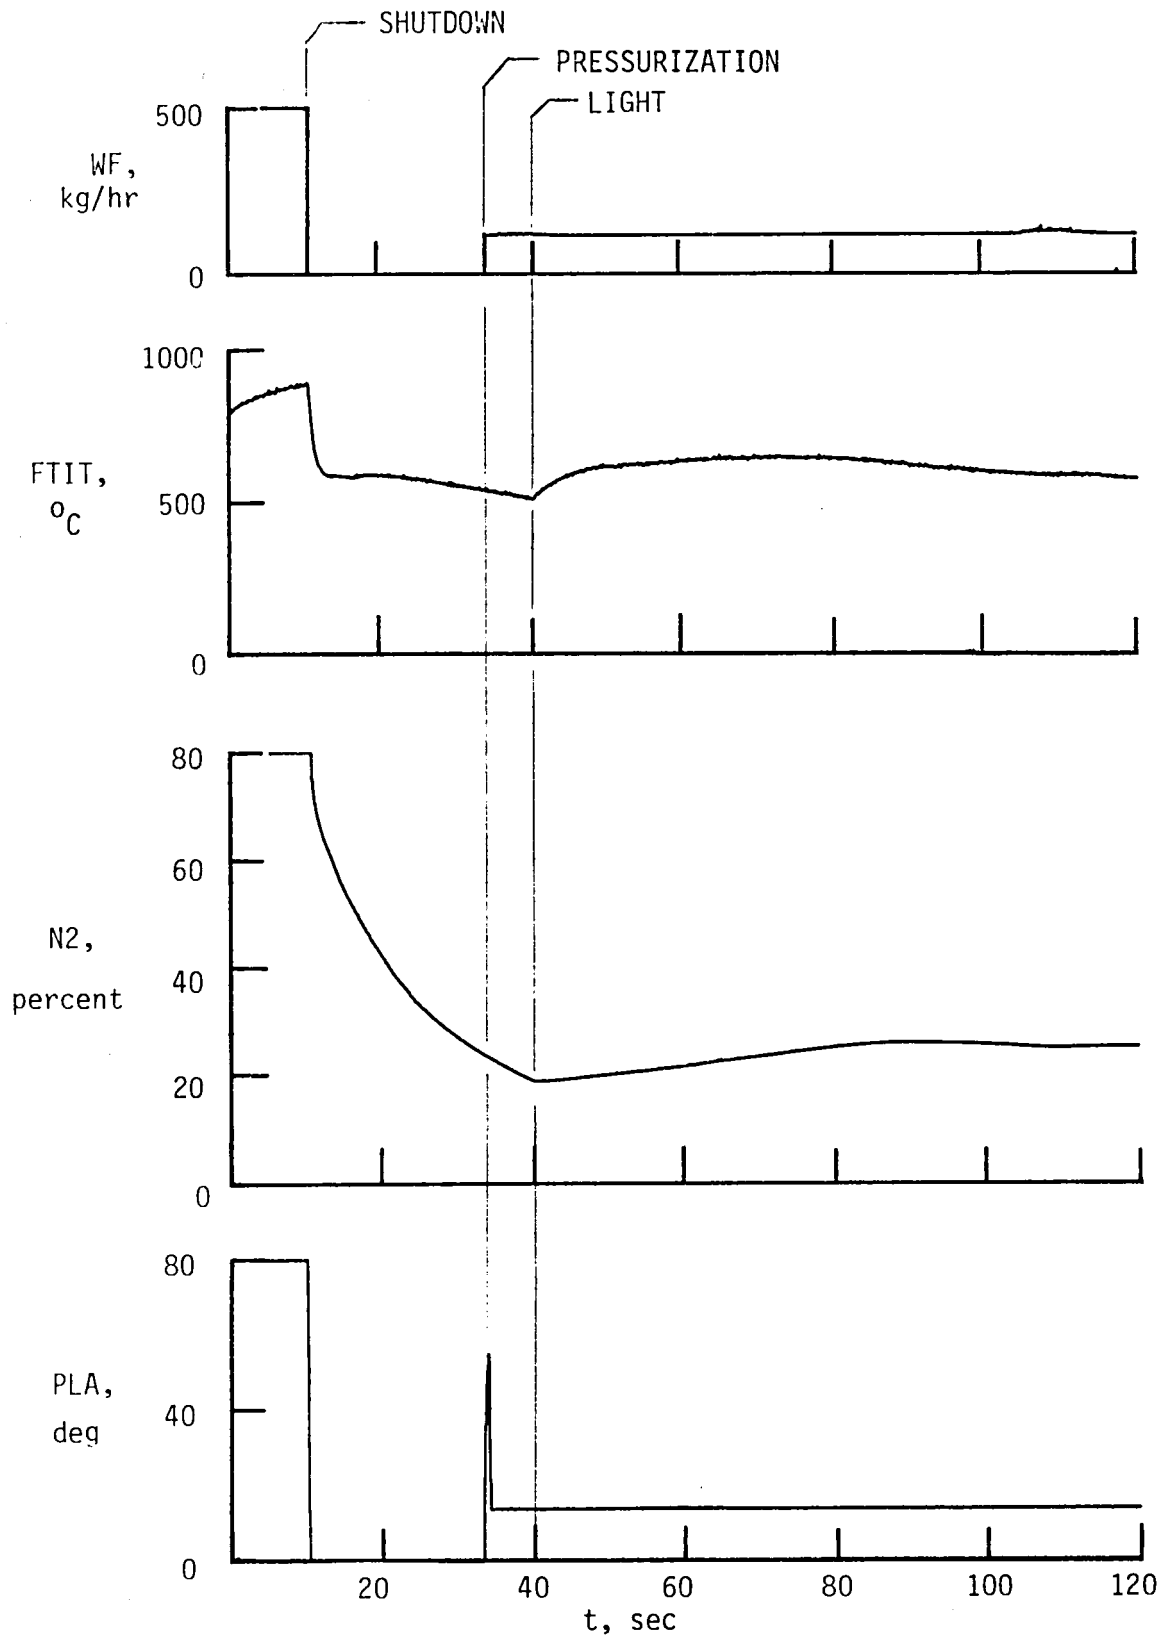 SHUTDOWN
PRESSURIZATION
LIGHT
500
WF,
kg/hr
0
1000
FTIT,
500
°C
0
80
60
N2,
40
percent
20
0
80
PLA,
40
deg
0
20 40 60 80 100 120
t, sec